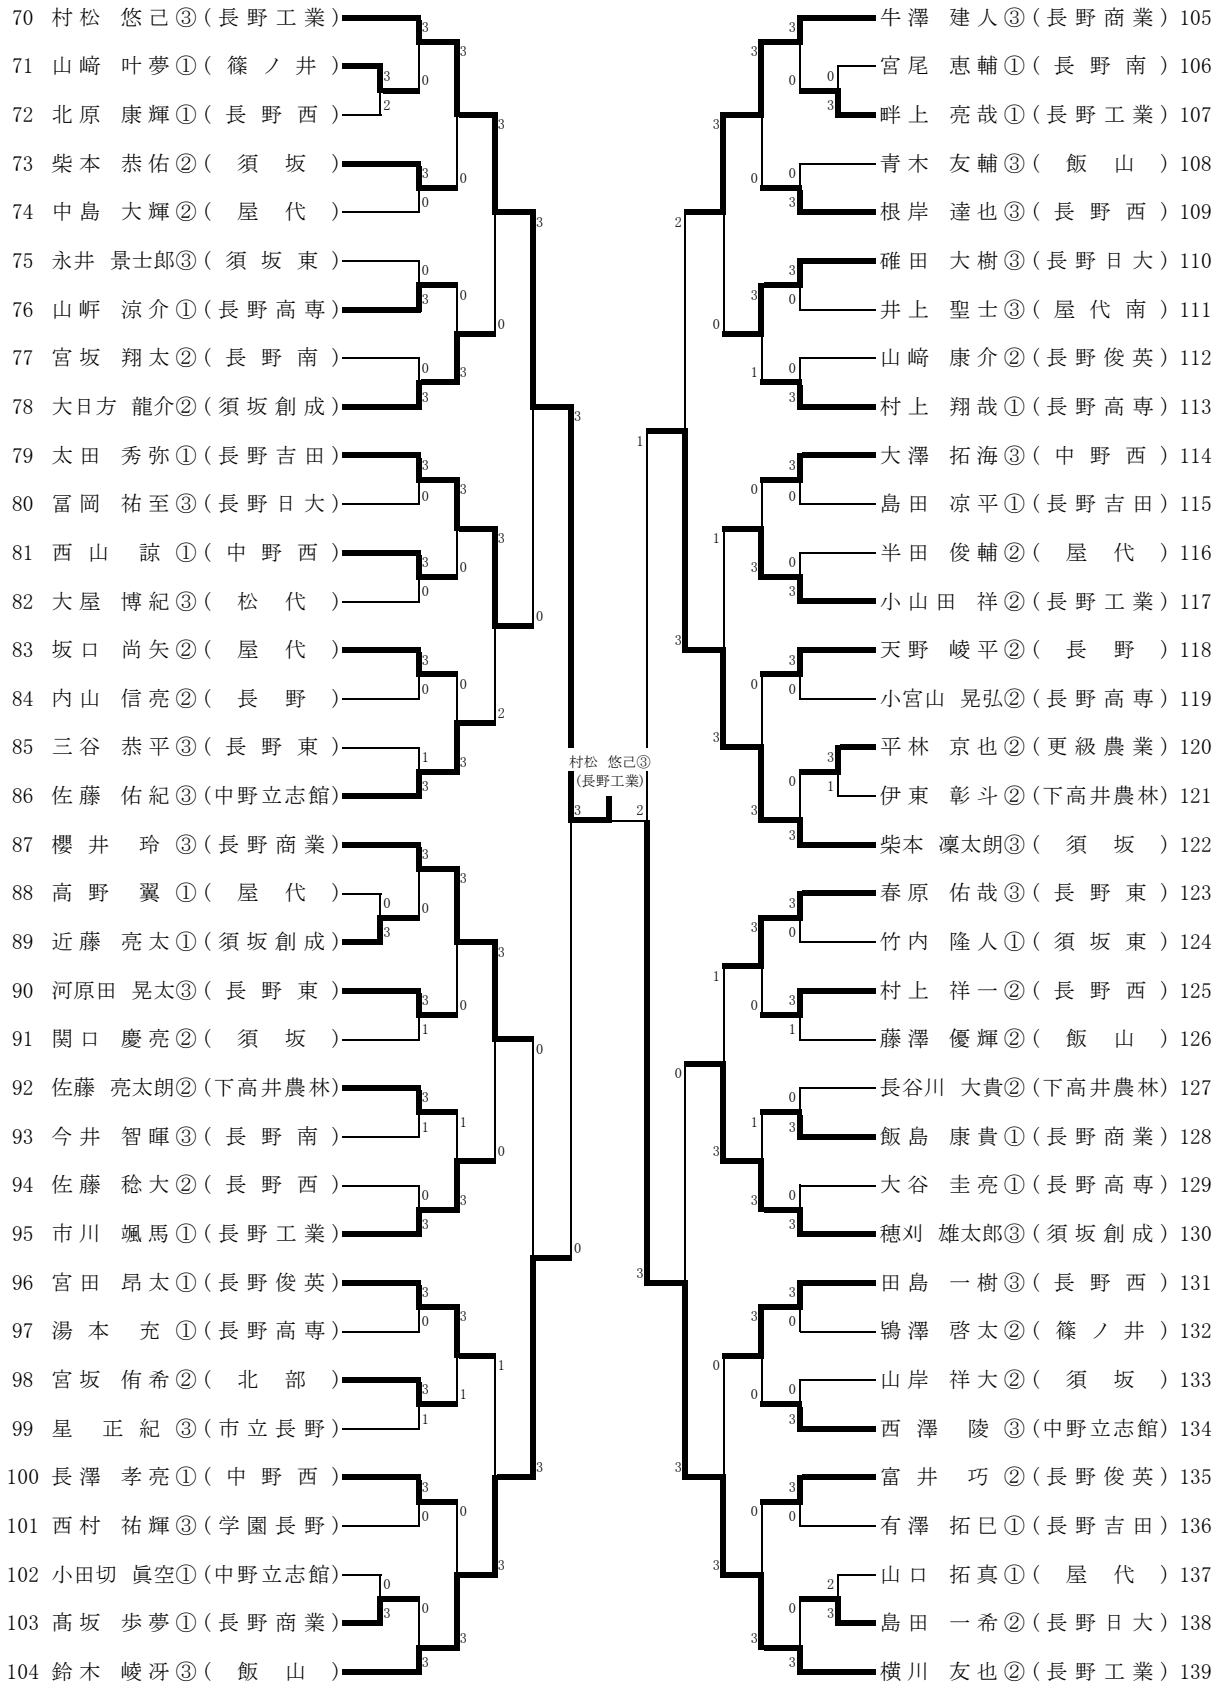 70 村松 悠己③(長野工業)
71 山﨑 叶夢①(篠ノ井)
72 北原 康輝①(長野西)
73 柴本 恭佑②(須坂)
74 中島 大輝②(屋代)
75 永井 景士郎③(須坂東)
76 山㟁 涼介①(長野高専)
77 宮坂 翔太②(長野南)
78 大日方 龍介②(須坂創成)
79 太田 秀弥①(長野吉田)
80 冨岡 祐至③(長野日大)
81 西山 諒①(中野西)
82 大屋 博紀③(松代)
83 坂口 尚矢②(屋代)
84 内山 信亮②(長野)
85 三谷 恭平③(長野東)
86 佐藤 佑紀③(中野立志館)
87 櫻井 玲③(長野商業)
88 高野 翼①(屋代)
89 近藤 亮太①(須坂創成)
90 河原田 晃太③(長野東)
91 関口 慶亮②(須坂)
92 佐藤 亮太朗②(下高井農林)
93 今井 智暉③(長野南)
94 佐藤 稔大②(長野西)
95 市川 颯馬①(長野工業)
96 宮田 昂太①(長野俊英)
97 湯本 充①(長野高専)
98 宮坂 侑希②(北部)
99 星 正紀③(市立長野)
100 長澤 孝亮①(中野西)
101 西村 祐輝③(学園長野)
102 小田切 眞空①(中野立志館)
103 髙坂 歩夢①(長野商業)
104 鈴木 崚冴③(飯山)
村松 悠己③
(長野工業)
牛澤 建人③(長野商業) 105
宮尾 恵輔①(長野南) 106
畔上 亮哉①(長野工業) 107
青木 友輔③(飯山) 108
根岸 達也③(長野西) 109
碓田 大樹③(長野日大) 110
井上 聖士③(屋代南) 111
山﨑 康介②(長野俊英) 112
村上 翔哉①(長野高専) 113
大澤 拓海③(中野西) 114
島田 凉平①(長野吉田) 115
半田 俊輔②(屋代) 116
小山田 祥②(長野工業) 117
天野 崚平②(長野) 118
小宮山 晃弘②(長野高専) 119
平林 京也②(更級農業) 120
伊東 彰斗②(下高井農林) 121
柴本 凜太朗③(須坂) 122
春原 佑哉③(長野東) 123
竹内 隆人①(須坂東) 124
村上 祥一②(長野西) 125
藤澤 優輝②(飯山) 126
長谷川 大貴②(下高井農林) 127
飯島 康貴①(長野商業) 128
大谷 圭亮①(長野高専) 129
穂刈 雄太郎③(須坂創成) 130
田島 一樹③(長野西) 131
鴇澤 啓太②(篠ノ井) 132
山岸 祥大②(須坂) 133
西澤 陵③(中野立志館) 134
富井 巧②(長野俊英) 135
有澤 拓巳①(長野吉田) 136
山口 拓真①(屋代) 137
島田 一希②(長野日大) 138
横川 友也②(長野工業) 139